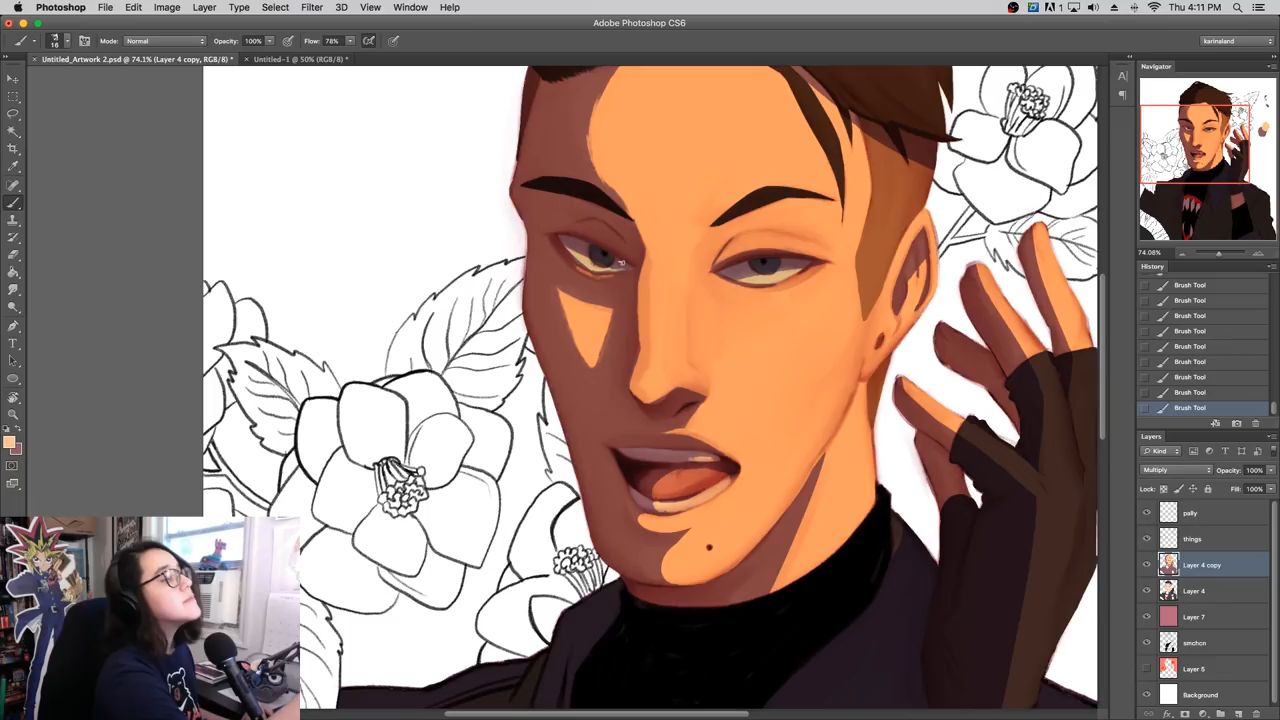 Photoshop File Edit Image Layer Type Select Filter 3D View Window Help
1 Thu 4:11 PM
Adobe Photoshop CS6
16 Mode: Normal Opacity: 100% Flow: 78% karinaland
Untitled_Artwork 2.psd @ 74.1% (Layer 4 copy, RGB/8) * Untitled-1 @ 50% (RGB/8) *
Navigator
74.08%
History
Brush Tool
Brush Tool
Brush Tool
Brush Tool
Brush Tool
Brush Tool
Brush Tool
Brush Tool
Brush Tool
Layers
Kind
Multiply Opacity: 100%
Lock: Fill: 100%
pally
things
Layer 4 copy
Layer 4
Layer 7
smchcn
Layer 5
Background
fx